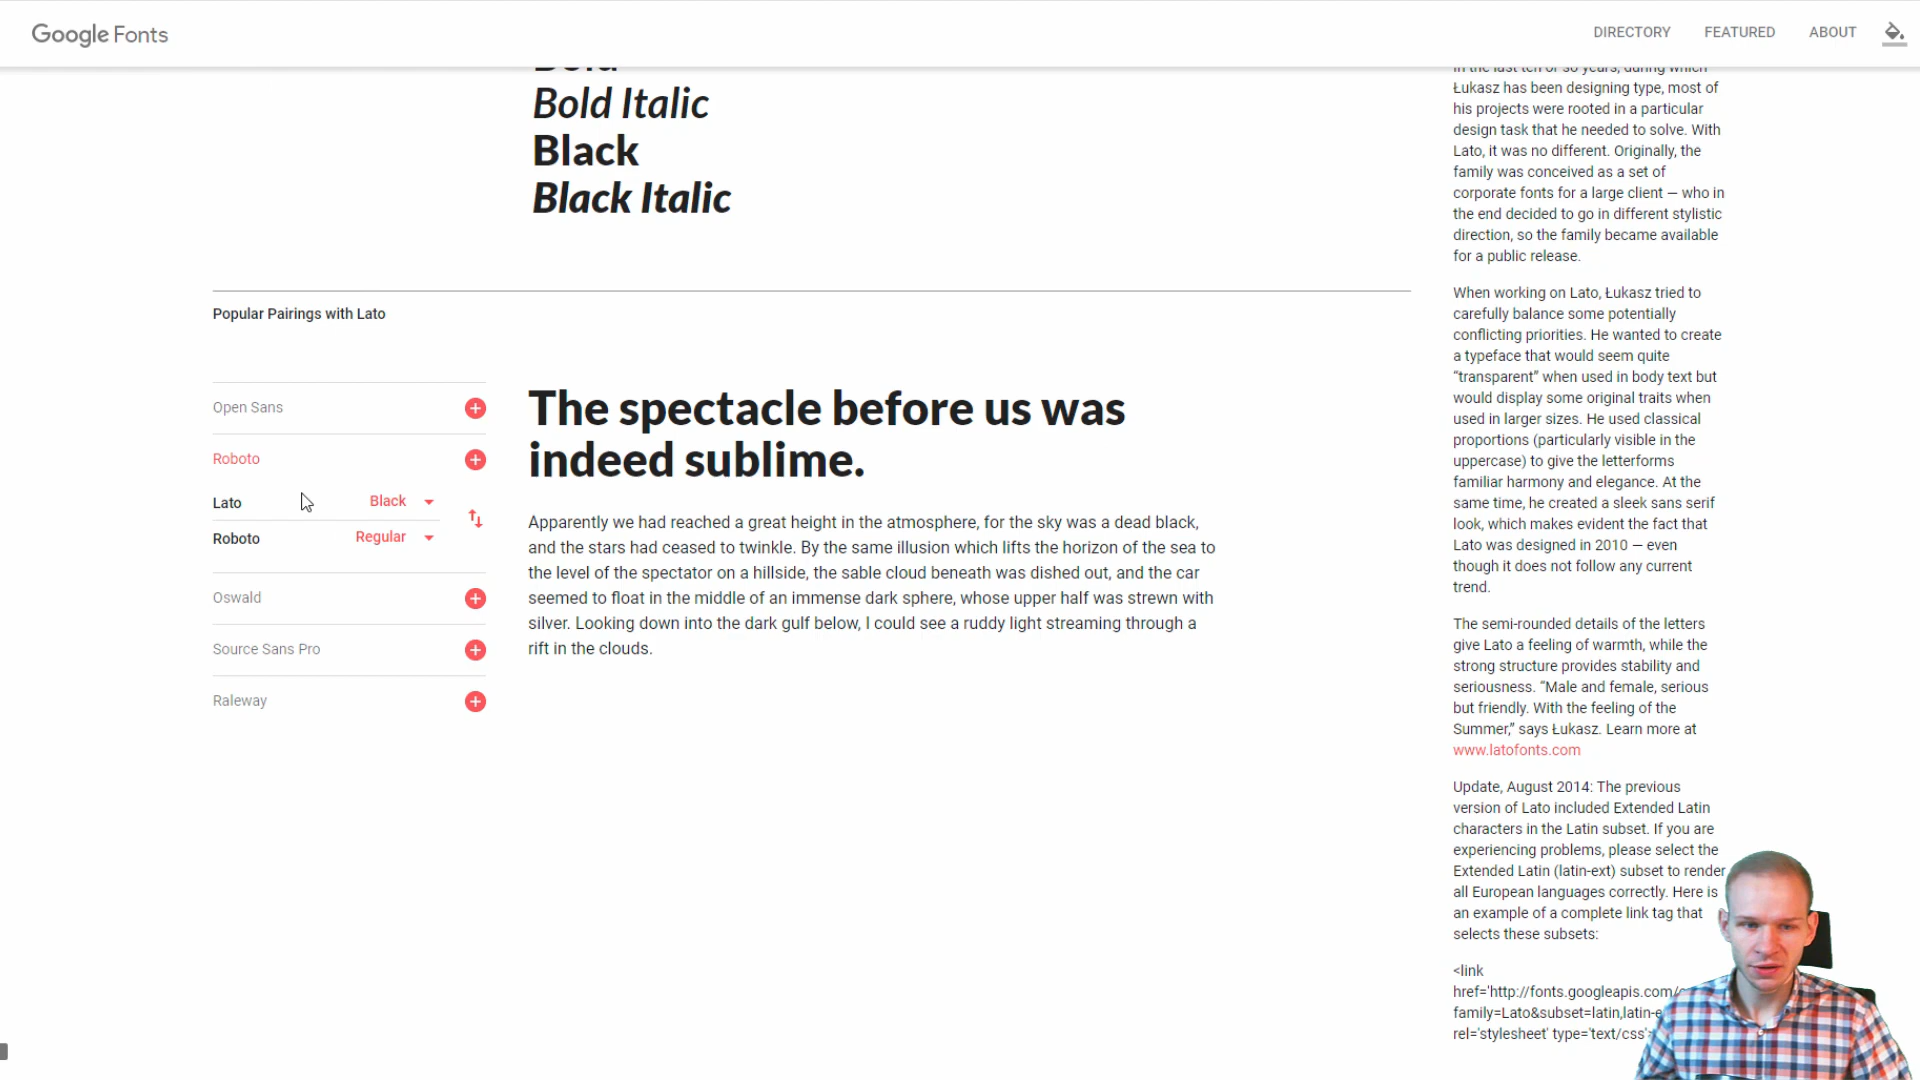 Google Fonts
DIRECTORY
FEATURED
ABOUT
Bold
Bold Italic
Black
Black Italic
Popular Pairings with Lato
Open Sans
Roboto
Lato
Black
Roboto
Regular
Oswald
Source Sans Pro
Raleway
The spectacle before us was
indeed sublime.
Apparently we had reached a great height in the atmosphere, for the sky was a dead black,
and the stars had ceased to twinkle. By the same illusion which lifts the horizon of the sea to
the level of the spectator on a hillside, the sable cloud beneath was dished out, and the car
seemed to float in the middle of an immense dark sphere, whose upper half was strewn with
silver. Looking down into the dark gulf below, I could see a ruddy light streaming through a
rift in the clouds.
In the last ten or so years, during which
Łukasz has been designing type, most of
his projects were rooted in a particular
design task that he needed to solve. With
Lato, it was no different. Originally, the
family was conceived as a set of
corporate fonts for a large client — who in
the end decided to go in different stylistic
direction, so the family became available
for a public release.
When working on Lato, Łukasz tried to
carefully balance some potentially
conflicting priorities. He wanted to create
a typeface that would seem quite
“transparent” when used in body text but
would display some original traits when
used in larger sizes. He used classical
proportions (particularly visible in the
uppercase) to give the letterforms
familiar harmony and elegance. At the
same time, he created a sleek sans serif
look, which makes evident the fact that
Lato was designed in 2010 — even
though it does not follow any current
trend.
The semi-rounded details of the letters
give Lato a feeling of warmth, while the
strong structure provides stability and
seriousness. “Male and female, serious
but friendly. With the feeling of the
Summer,” says Łukasz. Learn more at
www.latofonts.com
Update, August 2014: The previous
version of Lato included Extended Latin
characters in the Latin subset. If you are
experiencing problems, please select the
Extended Latin (latin-ext) subset to render
all European languages correctly. Here is
an example of a complete link tag that
selects these subsets:
<link
href='http://fonts.googleapis.com/
family=Lato&subset=latin,latin-e
rel='stylesheet' type='text/css'>